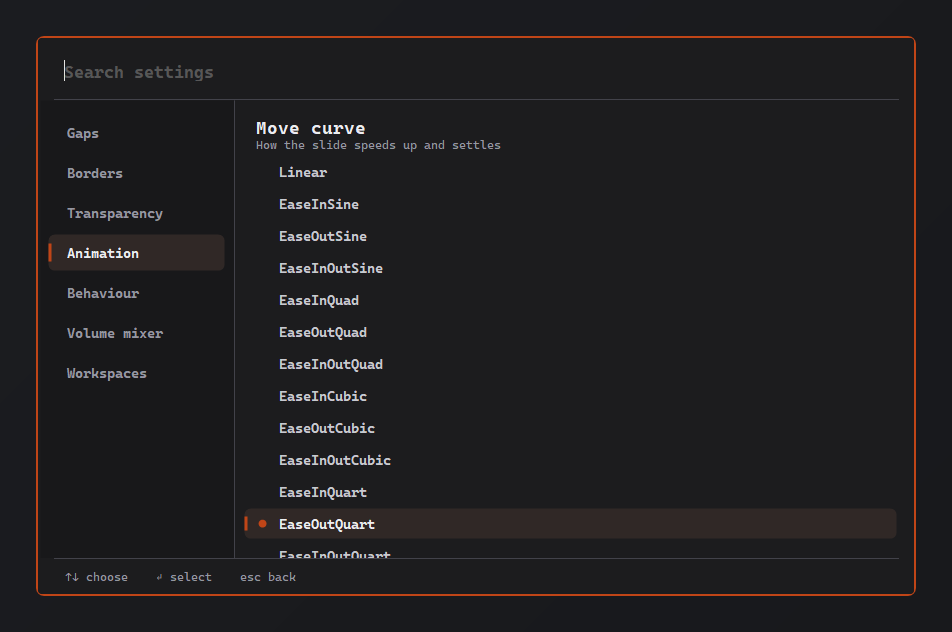 Search settings
Gaps
Borders
Transparency
Animation
Behaviour
Volume mixer
Workspaces
Move curve
How the slide speeds up and settles
Linear
EaseInSine
EaseOutSine
EaseInOutSine
EaseInQuad
EaseOutQuad
EaseInOutQuad
EaseInCubic
EaseOutCubic
EaseInOutCubic
EaseInQuart
EaseOutQuart
EaseInOutQuart
↑↓ choose ↲ select esc back